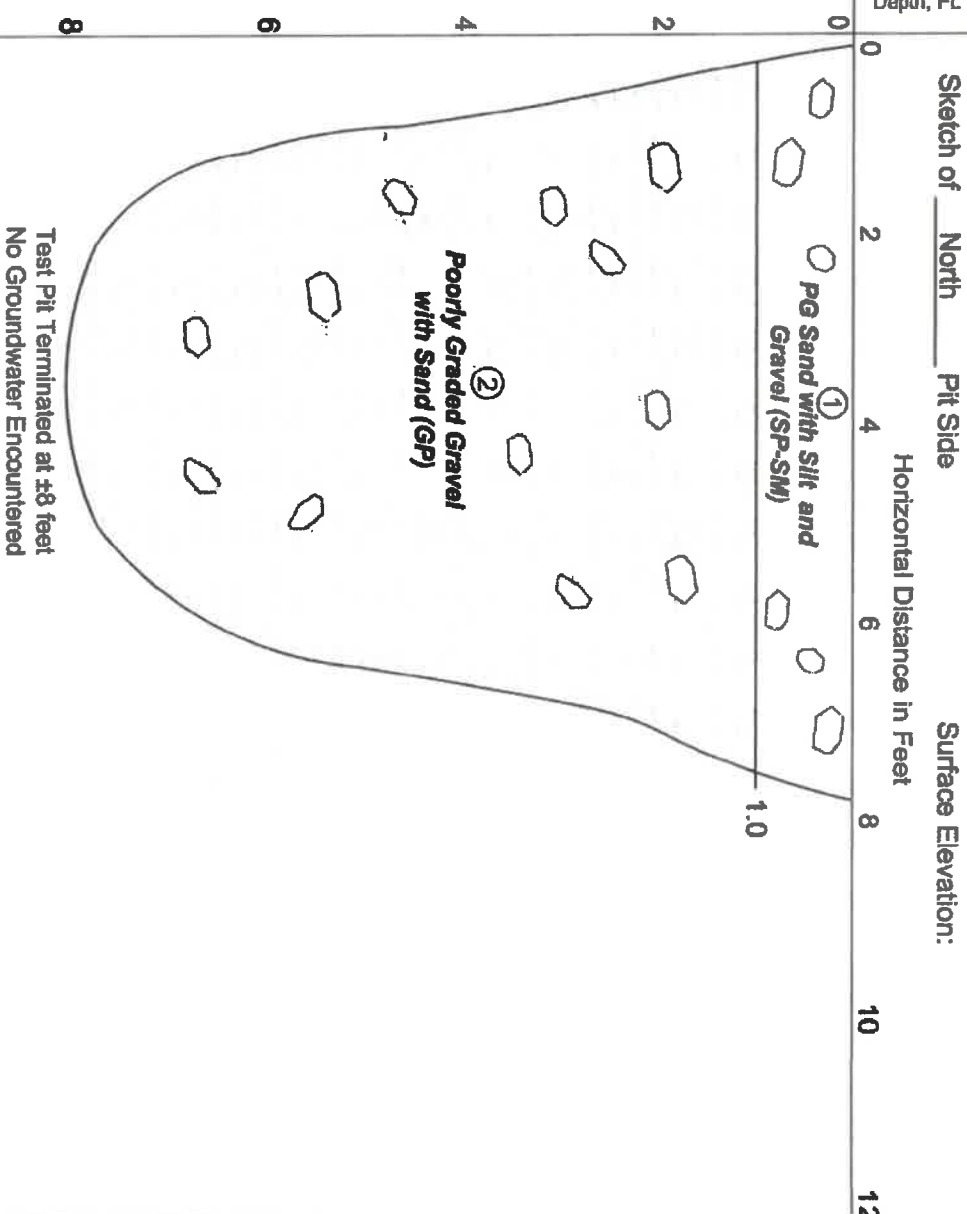 Sketch of North Pit Side Surface Elevation:
Horizontal Distance in Feet
Depth, Ft.
0 2 4 6 8 10 12
0
①
PG Sand with Silt and
Gravel (SP-SM)
1.0
2
4
②
Poorly Graded Gravel
with Sand (GP)
6
8
Test Pit Terminated at ±8 feet
No Groundwater Encountered